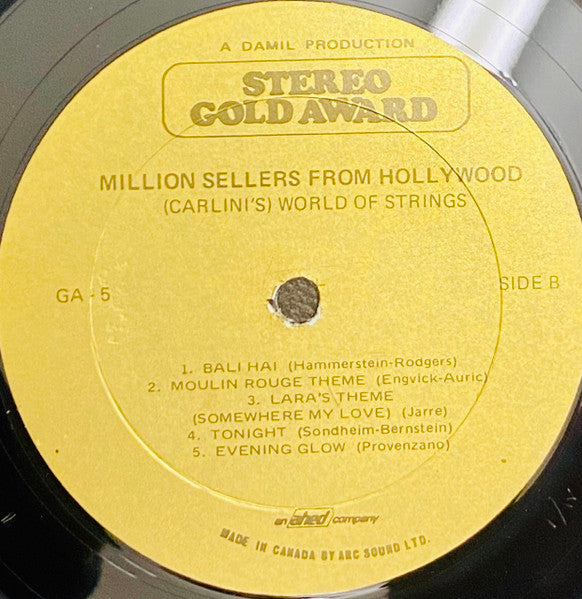 A DAMIL PRODUCTION
STEREO
GOLD AWARD
MILLION SELLERS FROM HOLLYWOOD
(CARLINI'S) WORLD OF STRINGS
GA - 5
SIDE B
1. BALI HAI (Hammerstein-Rodgers)
2. MOULIN ROUGE THEME (Engvick-Auric)
3. LARA'S THEME
(SOMEWHERE MY LOVE) (Jarre)
4. TONIGHT (Sondheim-Bernstein)
5. EVENING GLOW (Provenzano)
an ahed company
MADE IN CANADA BY ARC SOUND LTD.